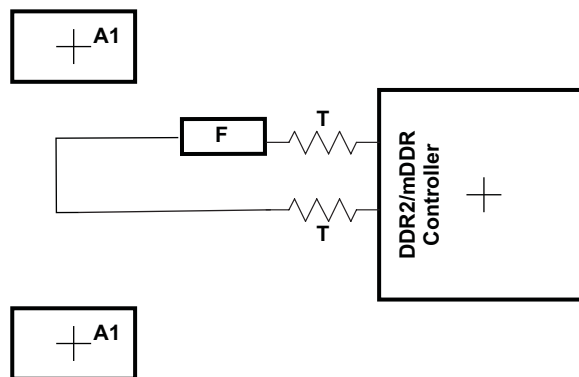 A1
T
F
DDR2/mDDR
Controller
T
A1